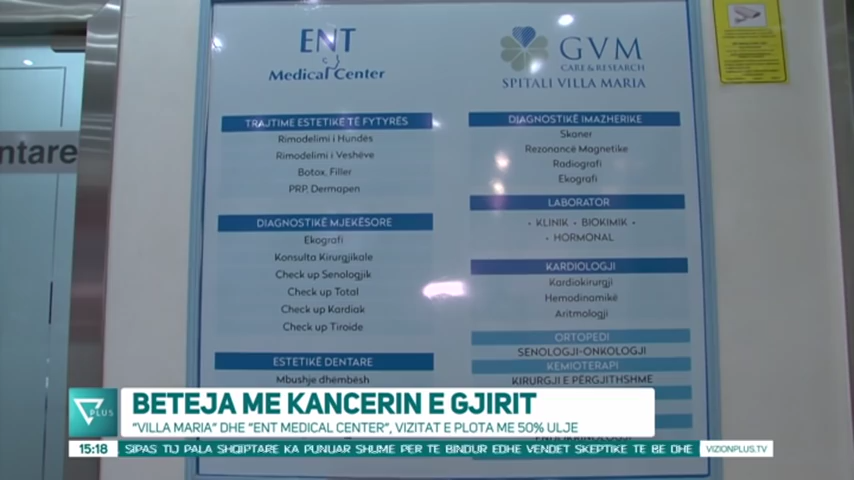 ENT
Medical Center
TRAJTIME ESTETIKE TË FYTYRËS
Rimodelimi i Hundës
Rimodelimi i Veshëve
Botox, Filler
PRP, Dermapen
DIAGNOSTIKË MJEKËSORE
Ekografi
Konsulta Kirurgjikale
Check up Senologjik
Check up Total
Check up Kardiak
Check up Tiroide
ESTETIKË DENTARE
Mbushje dhëmbësh
GVM
CARE & RESEARCH
SPITALI VILLA MARIA
DIAGNOSTIKË IMAZHERIKE
Skaner
Rezonancë Magnetike
Radiografi
Ekografi
LABORATOR
• KLINIK • BIOKIMIK •
• HORMONAL
KARDIOLOGJI
Kardiokirurgji
Hemodinamikë
Aritmologji
ORTOPEDI
SENOLOGJI-ONKOLOGJI
KEMIOTERAPI
KIRURGJI E PËRGJITHSHME
ntare
PLUS
BETEJA ME KANCERIN E GJIRIT
"VILLA MARIA" DHE "ENT MEDICAL CENTER", VIZITAT E PLOTA ME 50% ULJE
15:18 SIPAS TIJ PALA SHQIPTARE KA PUNUAR SHUME PER TE BINDUR EDHE VENDET SKEPTIKE TE BE DHE VIZIONPLUS.TV